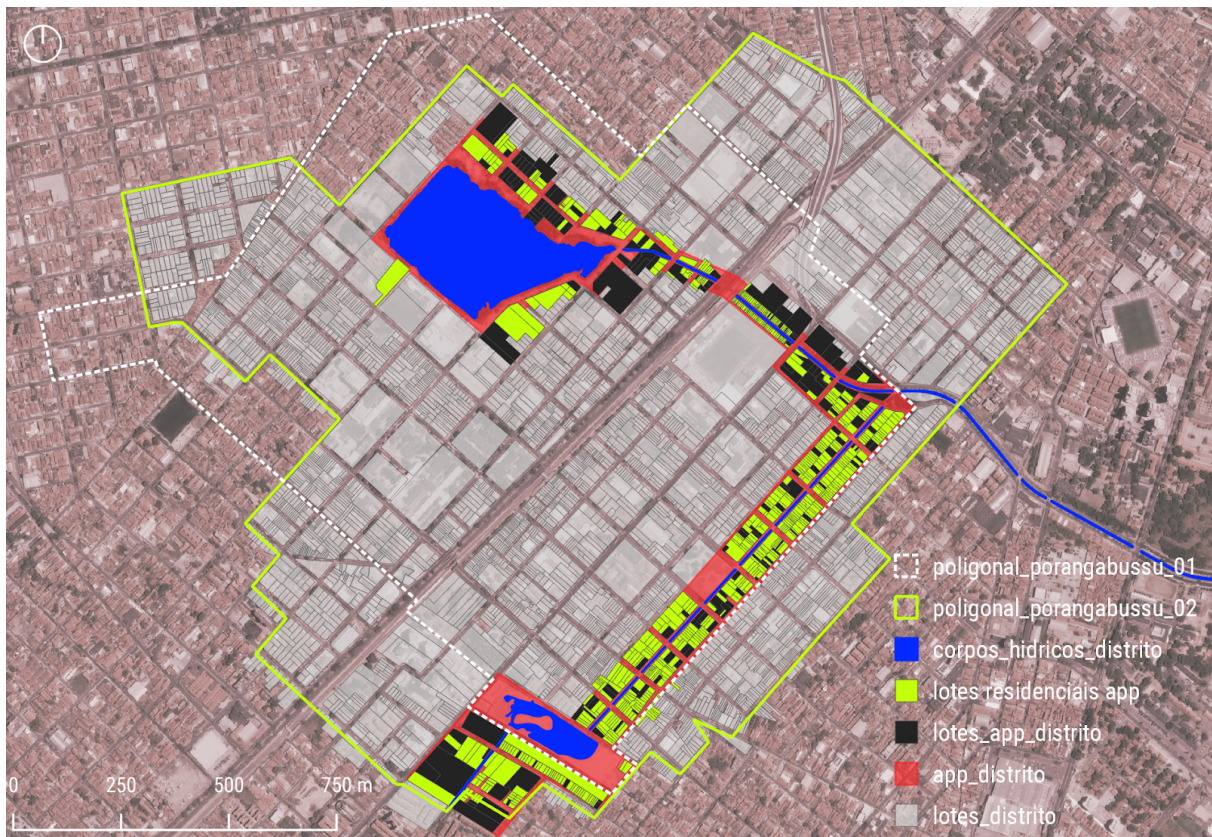 poligonal_porangabussu_01
poligonal_porangabussu_02
corpos_hidricos_distrito
lotes residenciais app
lotes_app_distrito
app_distrito
lotes_distrito
0 250 500 750 m